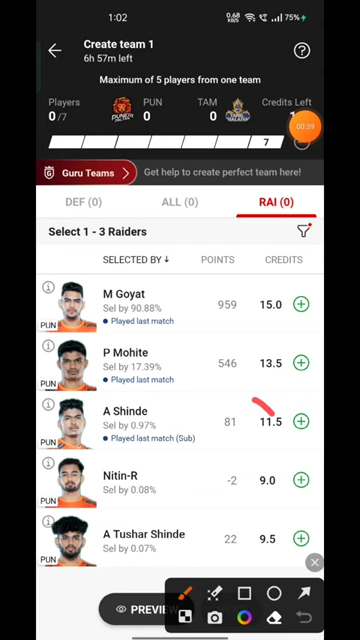 1:02
0.68 KB/S
75%
Create team 1
6h 57m left
Maximum of 5 players from one team
Players PUN TAM Credits Left
0/7 0 0
00:39
7
Guru Teams Get help to create perfect team here!
DEF (0) ALL (0) RAI (0)
Select 1 - 3 Raiders
SELECTED BY ↓ POINTS CREDITS
M Goyat
Sel by 90.88% 959 15.0
• Played last match
PUN
P Mohite
Sel by 17.39% 546 13.5
• Played last match
PUN
A Shinde
Sel by 0.97% 81 11.5
• Played last match (Sub)
PUN
Nitin-R
Sel by 0.08% -2 9.0
PUN
A Tushar Shinde
Sel by 0.07% 22 9.5
PUN
PREVIEW